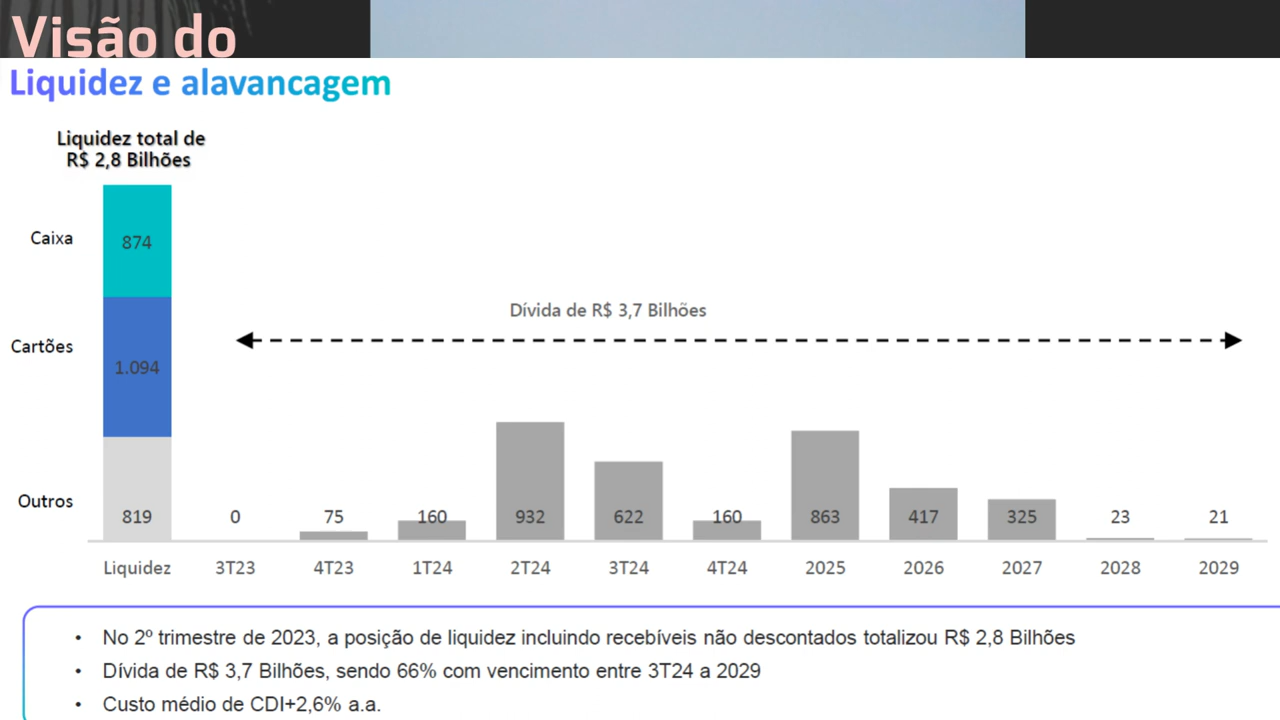 Visão do
Liquidez e alavancagem
Liquidez total de
R$ 2,8 Bilhões
Caixa
874
Dívida de R$ 3,7 Bilhões
Cartões
1.094
Outros
819 0 75 160 932 622 160 863 417 325 23 21
Liquidez 3T23 4T23 1T24 2T24 3T24 4T24 2025 2026 2027 2028 2029
• No 2º trimestre de 2023, a posição de liquidez incluindo recebíveis não descontados totalizou R$ 2,8 Bilhões
• Dívida de R$ 3,7 Bilhões, sendo 66% com vencimento entre 3T24 a 2029
• Custo médio de CDI+2,6% a.a.